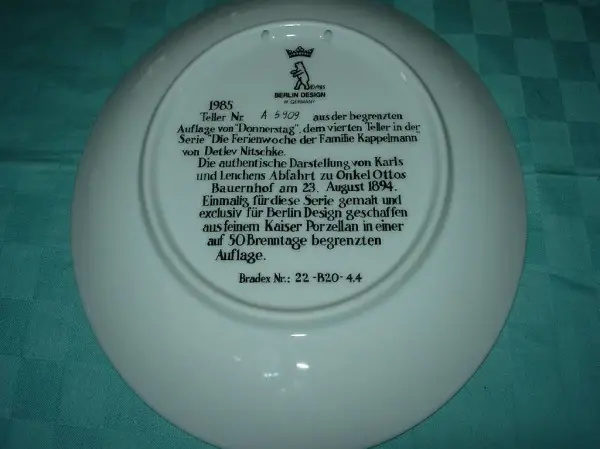 BERLIN DESIGN
W. GERMANY
1985
Teller Nr. A 5909 aus der begrenzten
Auflage von "Donnerstag", dem vierten Teller in der
Serie "Die Ferienwoche der Familie Kappelmann"
von Detlev Nitschke.
Die authentische Darstellung von Karls
und Lenchens Abfahrt zu Onkel Ottos
Bauernhof am 23. August 1894.
Einmalig für diese Serie gemalt und
exclusiv für Berlin Design geschaffen
aus feinem Kaiser Porzellan in einer
auf 50 Brenntage begrenzten
Auflage.
Bradex Nr.: 22-B20-4.4